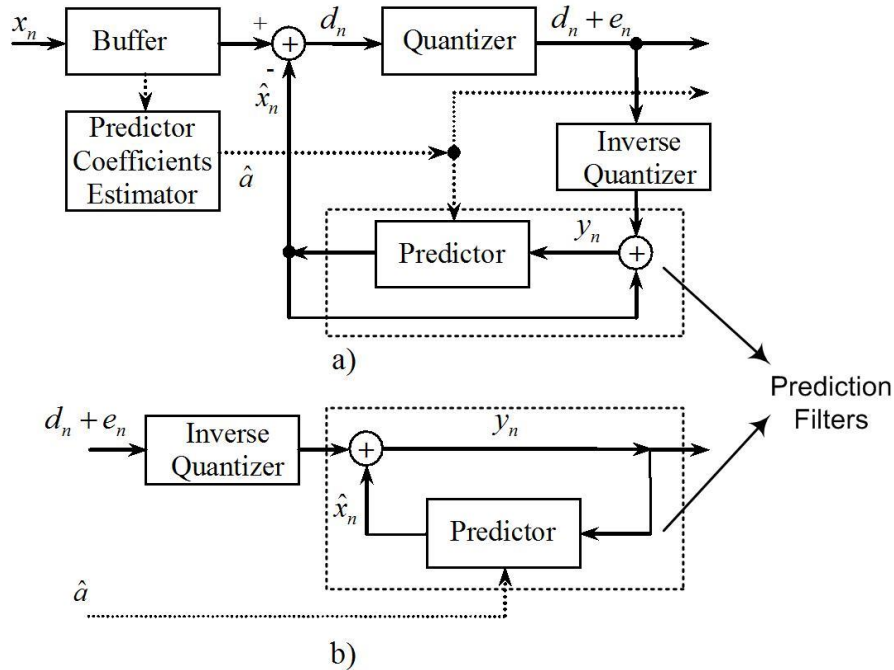 x_n
Buffer
+
+
d_n
Quantizer
d_n + e_n
-
x̂_n
Predictor
Coefficients
Estimator
â
Inverse
Quantizer
Predictor
y_n
+
a)
Prediction
Filters
d_n + e_n
Inverse
Quantizer
+
y_n
x̂_n
Predictor
â
b)